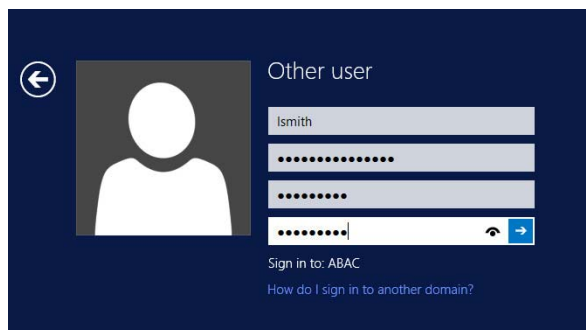 Other user
lsmith
●●●●●●●●●●●●●●●
●●●●●●●●●
●●●●●●●●●
Sign in to: ABAC
How do I sign in to another domain?